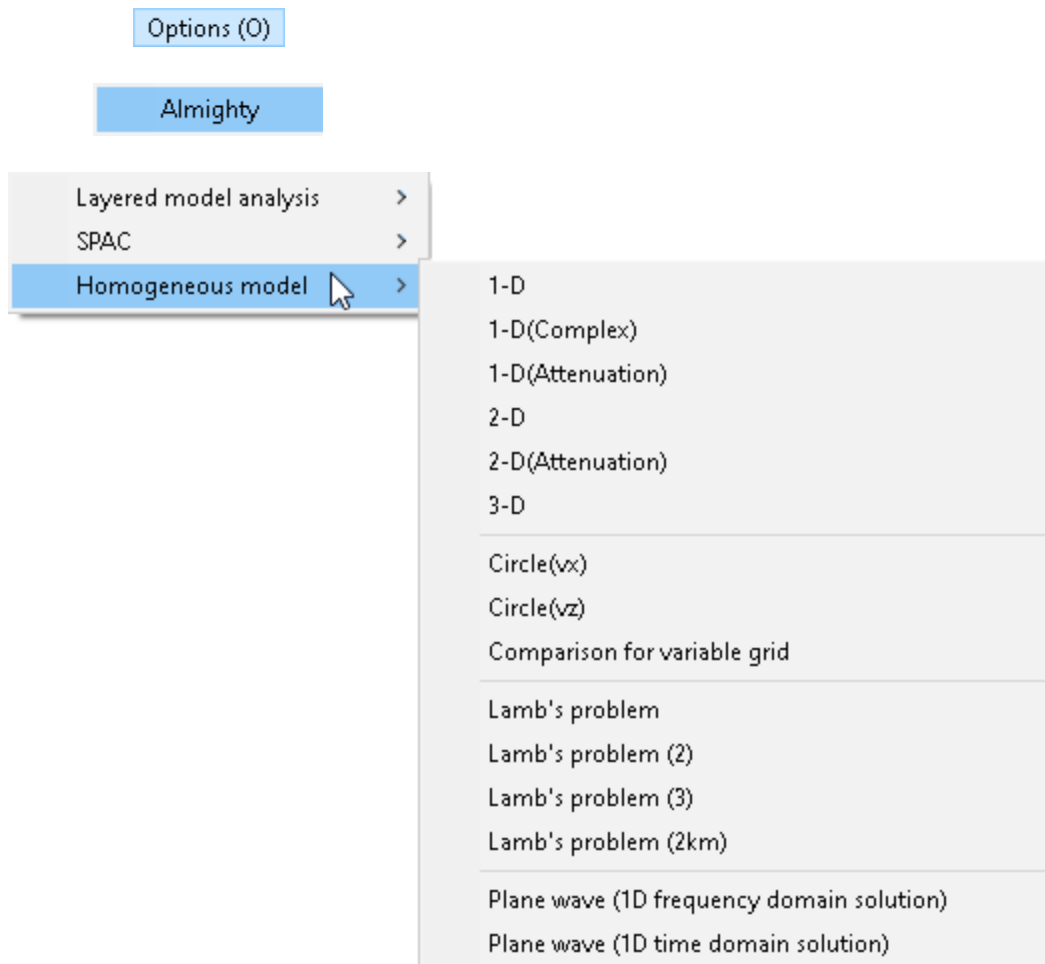 Options (O)
Almighty
Layered model analysis
SPAC
Homogeneous model
1-D
1-D(Complex)
1-D(Attenuation)
2-D
2-D(Attenuation)
3-D
Circle(vx)
Circle(vz)
Comparison for variable grid
Lamb's problem
Lamb's problem (2)
Lamb's problem (3)
Lamb's problem (2km)
Plane wave (1D frequency domain solution)
Plane wave (1D time domain solution)